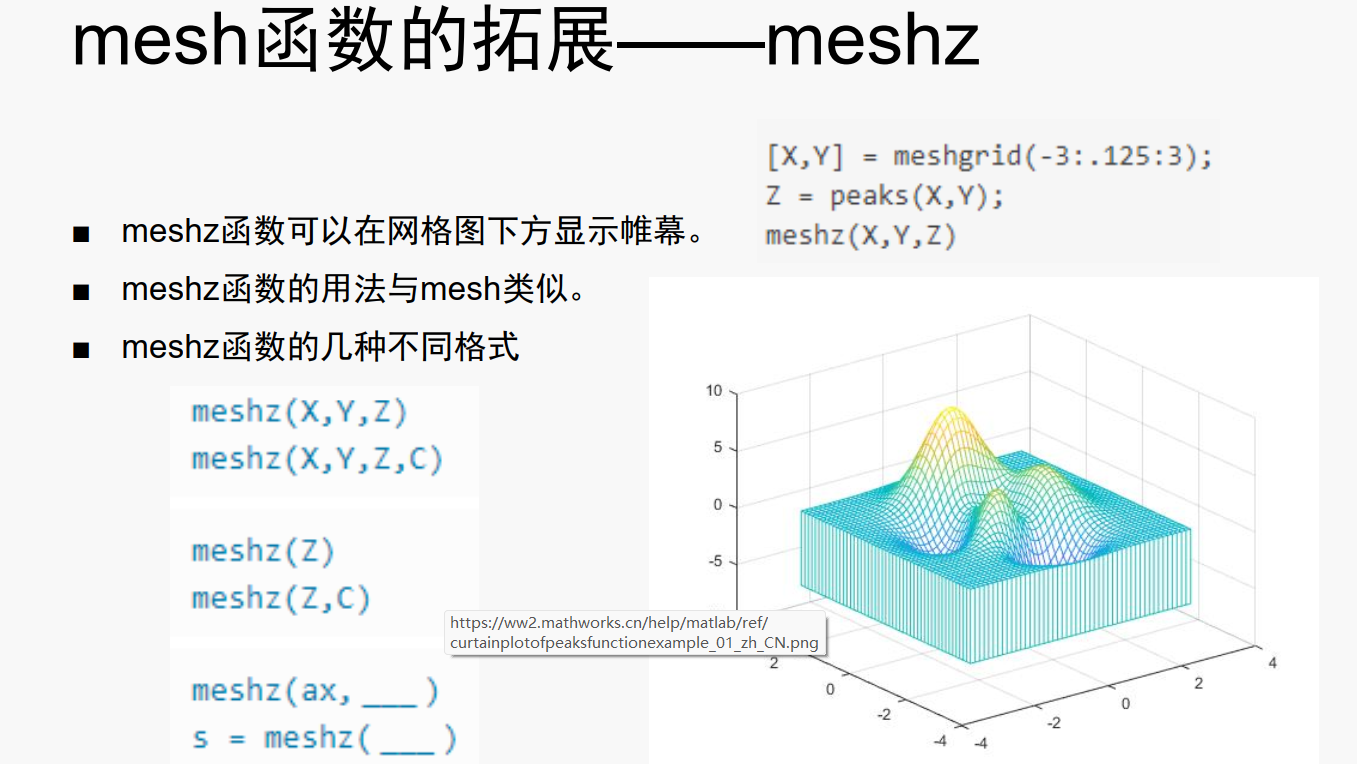 mesh函数的拓展——meshz
[X,Y] = meshgrid(-3:.125:3);
Z = peaks(X,Y);
meshz(X,Y,Z)
■ meshz函数可以在网格图下方显示帷幕。
■ meshz函数的用法与mesh类似。
■ meshz函数的几种不同格式
meshz(X,Y,Z)
meshz(X,Y,Z,C)
meshz(Z)
meshz(Z,C)
meshz(ax,___)
s = meshz(___)
https://ww2.mathworks.cn/help/matlab/ref/
curtainplotofpeaksfunctionexample_01_zh_CN.png
10
5
0
-5
2
0
-2
-4
-4
-2
0
2
4